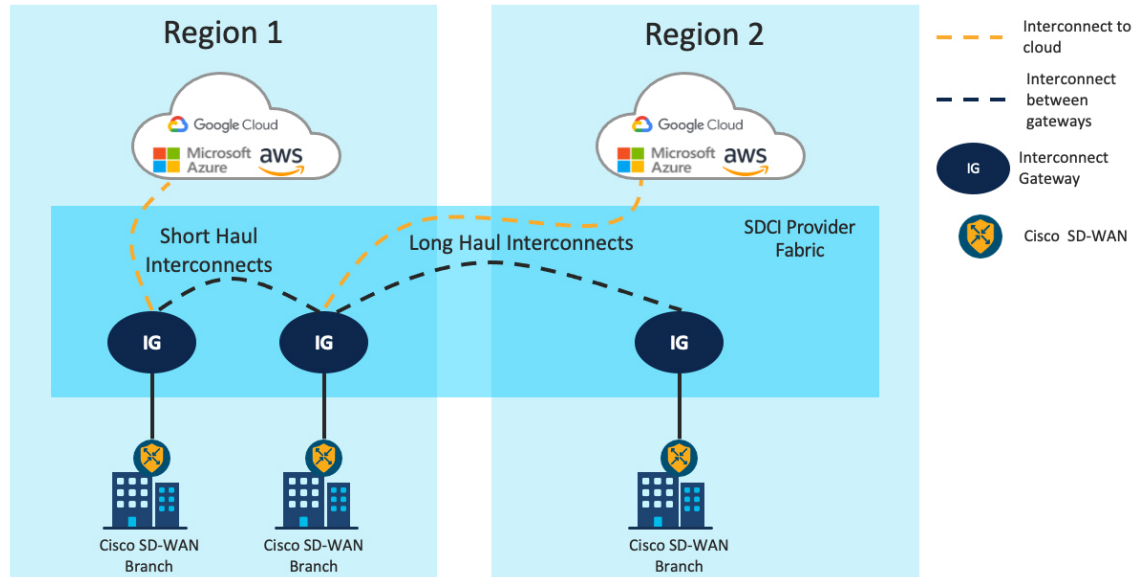 Region 1
Region 2
Google Cloud
Microsoft
Azure
aws
Google Cloud
Microsoft
Azure
aws
Short Haul
Interconnects
Long Haul Interconnects
SDCI Provider
Fabric
IG
IG
IG
Cisco SD-WAN
Branch
Cisco SD-WAN
Branch
Cisco SD-WAN
Branch
Interconnect to
cloud
Interconnect
between
gateways
IG
Interconnect
Gateway
Cisco SD-WAN